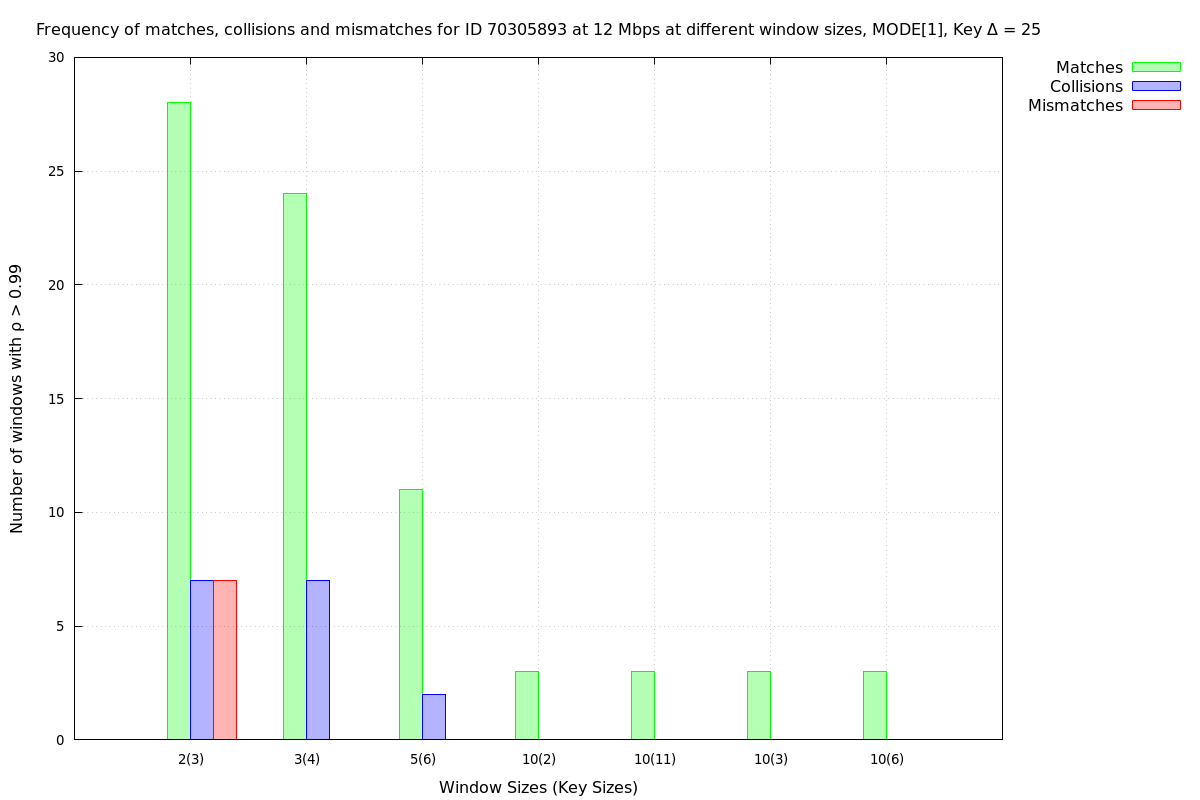 Frequency of matches, collisions and mismatches for ID 70305893 at 12 Mbps at different window sizes, MODE[1], Key Δ = 25
Matches
Collisions
Mismatches
Number of windows with ρ > 0.99
30
25
20
15
10
5
0
2(3) 3(4) 5(6) 10(2) 10(11) 10(3) 10(6)
Window Sizes (Key Sizes)